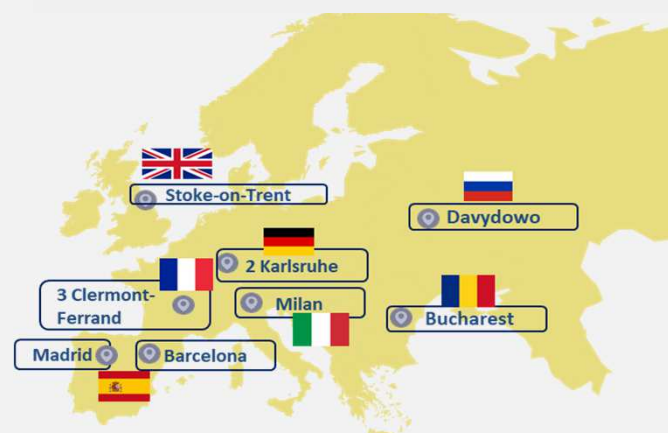 Stoke-on-Trent
Davydowo
2 Karlsruhe
3 Clermont-
Ferrand
Milan
Bucharest
Madrid
Barcelona